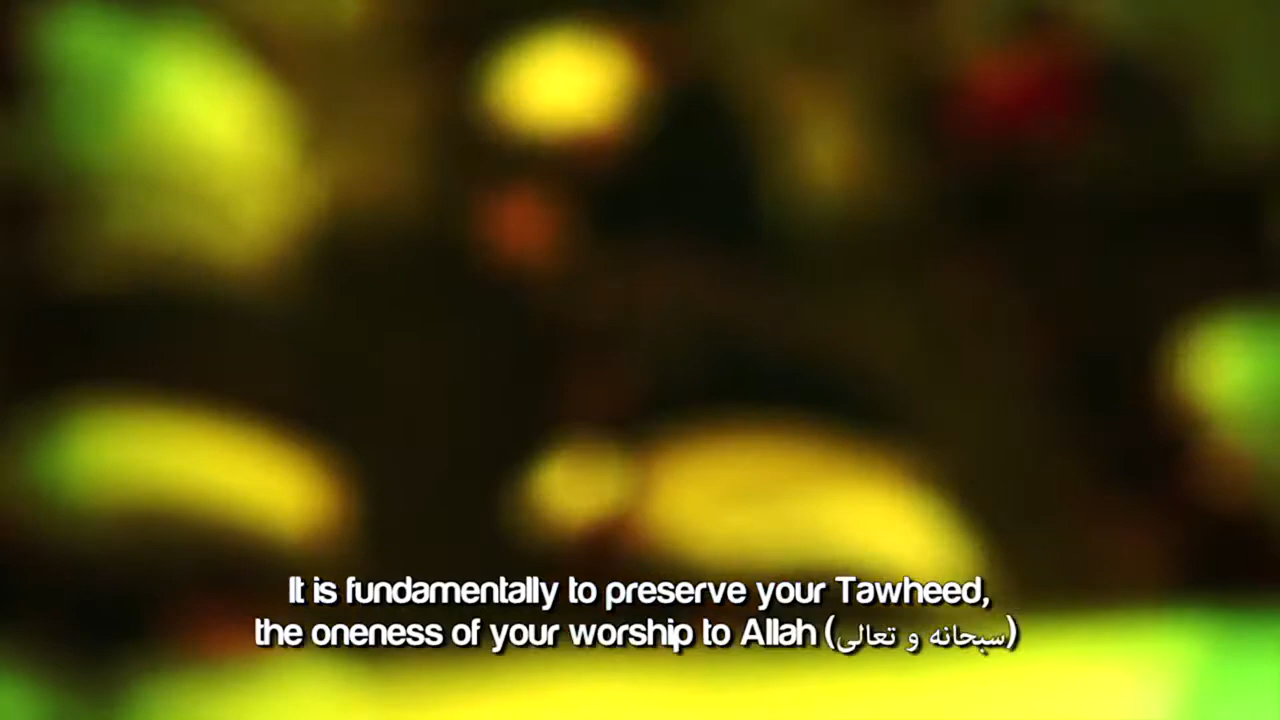 It is fundamentally to preserve your Tawheed,
the oneness of your worship to Allah (سبحانه و تعالى)